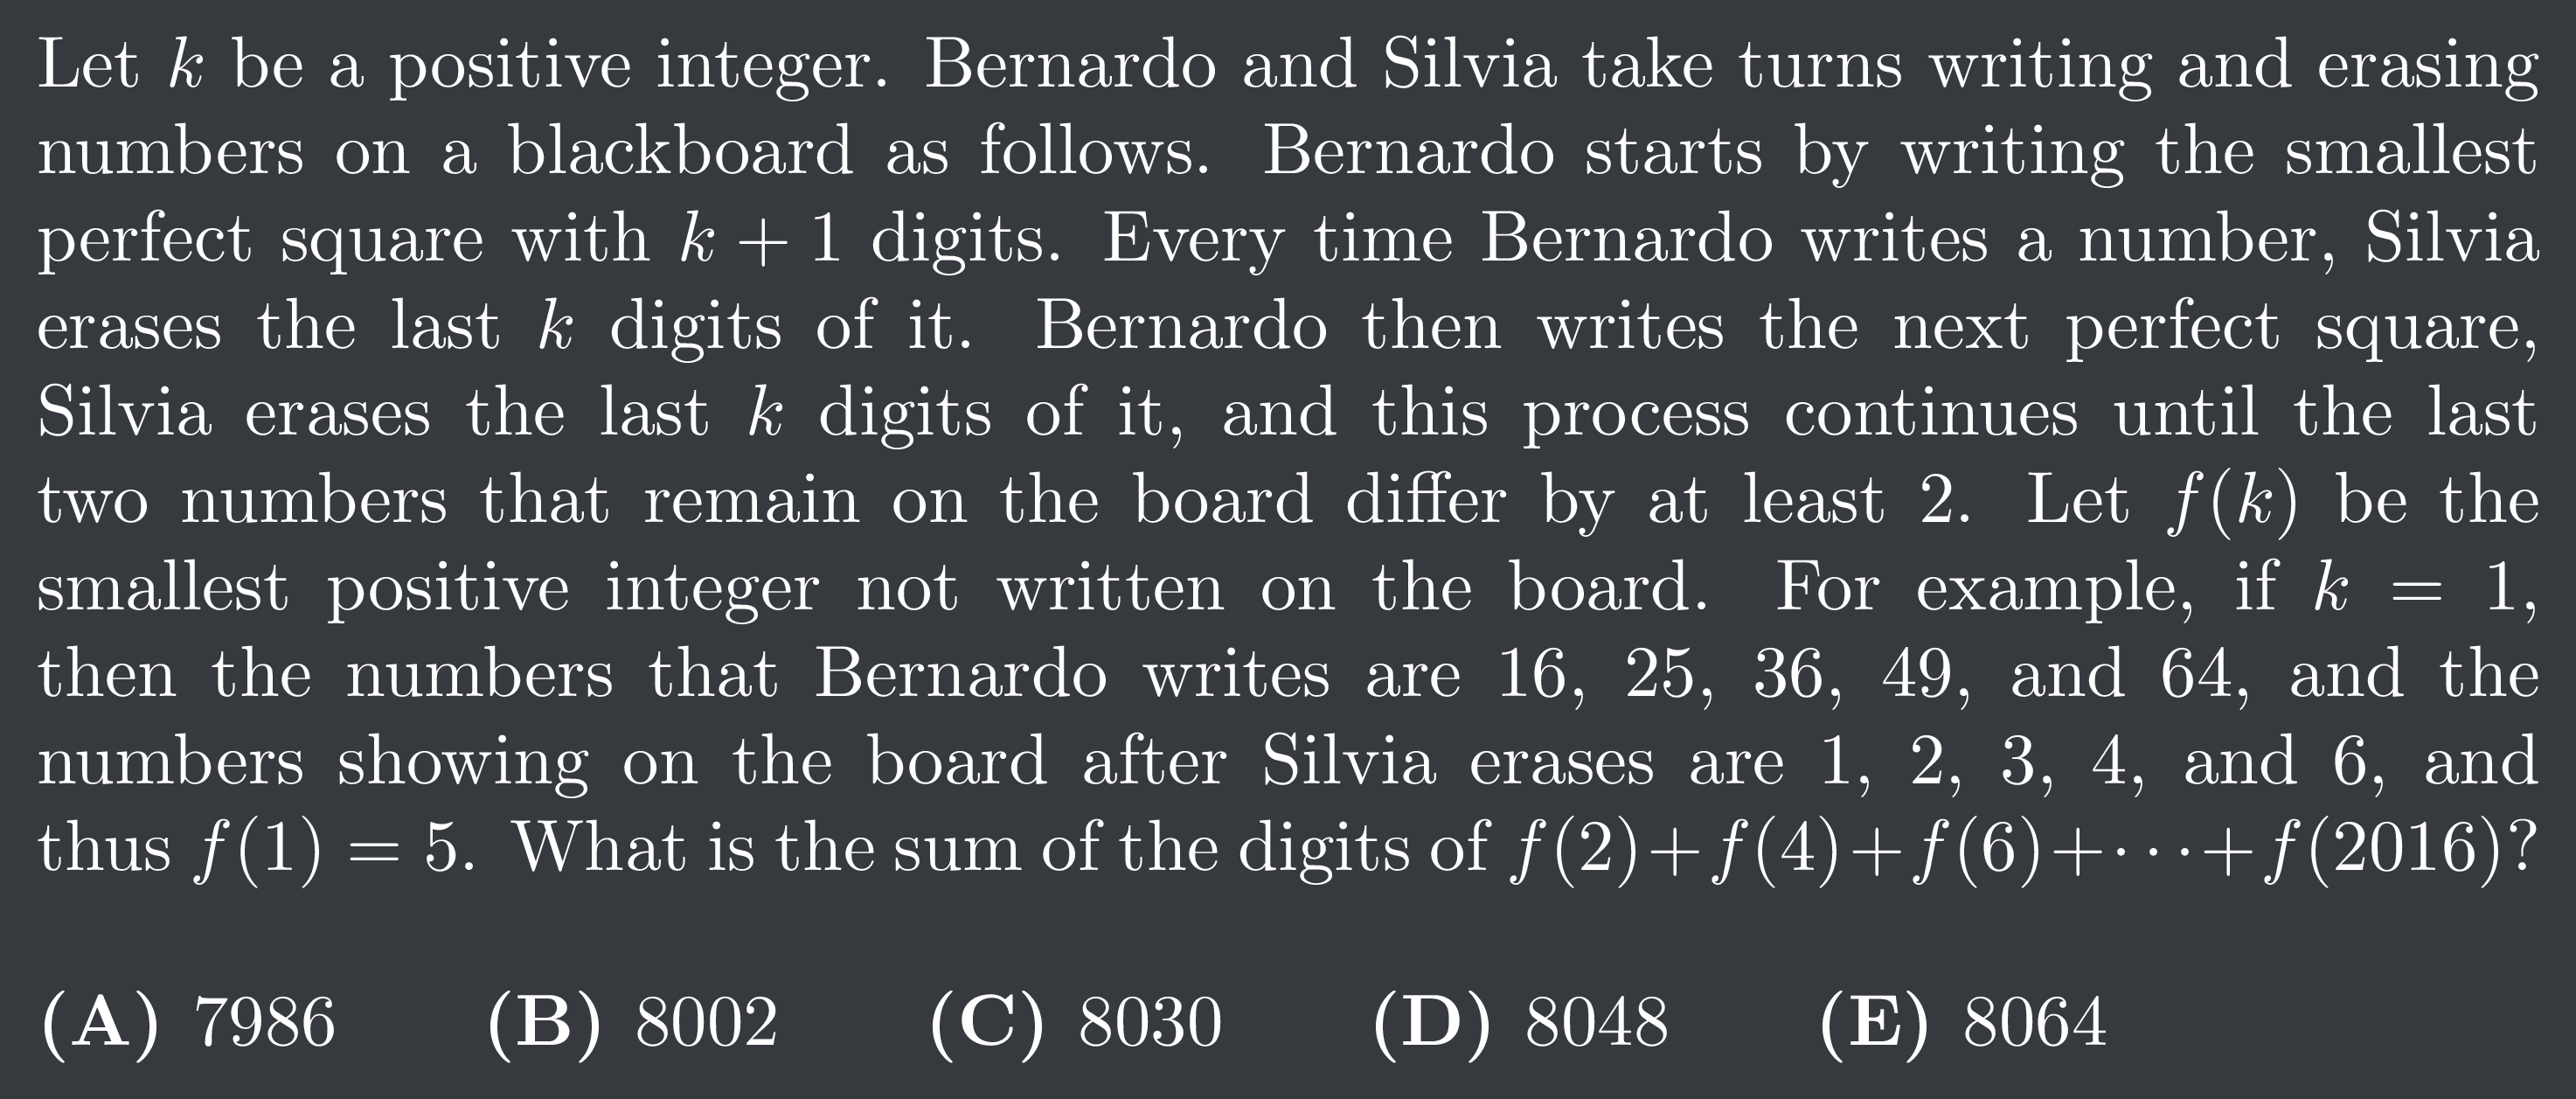 Let k be a positive integer. Bernardo and Silvia take turns writing and erasing
numbers on a blackboard as follows. Bernardo starts by writing the smallest
perfect square with k + 1 digits. Every time Bernardo writes a number, Silvia
erases the last k digits of it. Bernardo then writes the next perfect square,
Silvia erases the last k digits of it, and this process continues until the last
two numbers that remain on the board differ by at least 2. Let f(k) be the
smallest positive integer not written on the board. For example, if k = 1,
then the numbers that Bernardo writes are 16, 25, 36, 49, and 64, and the
numbers showing on the board after Silvia erases are 1, 2, 3, 4, and 6, and
thus f(1) = 5. What is the sum of the digits of f(2)+f(4)+f(6)+···+f(2016)?
(A) 7986 (B) 8002 (C) 8030 (D) 8048 (E) 8064